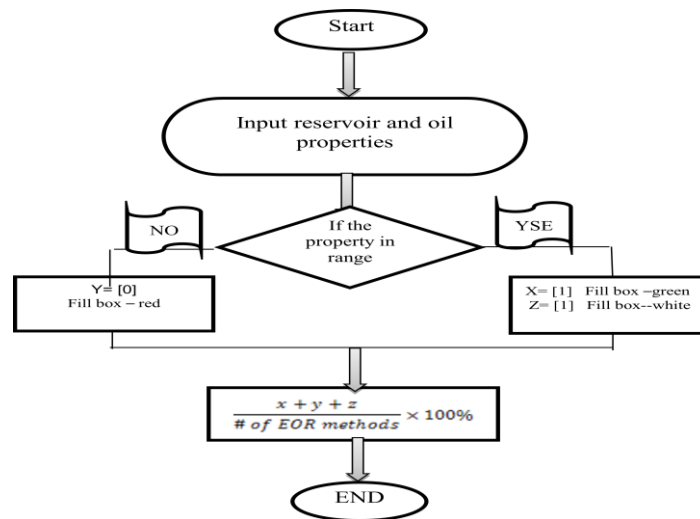 Start
Input reservoir and oil
properties
If the
property in
range
NO
YSE
Y= [0]
Fill box – red
X= [1] Fill box –green
Z= [1] Fill box--white
x + y + z
# of EOR methods × 100%
END